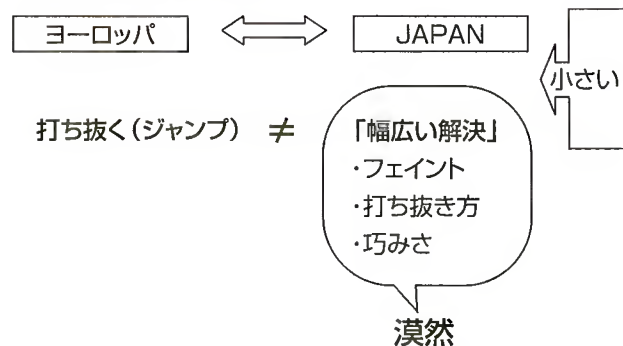 ヨーロッパ
JAPAN
小さい
打ち抜く(ジャンプ) ≠
「幅広い解決」
・フェイント
・打ち抜き方
・巧みさ
漠然